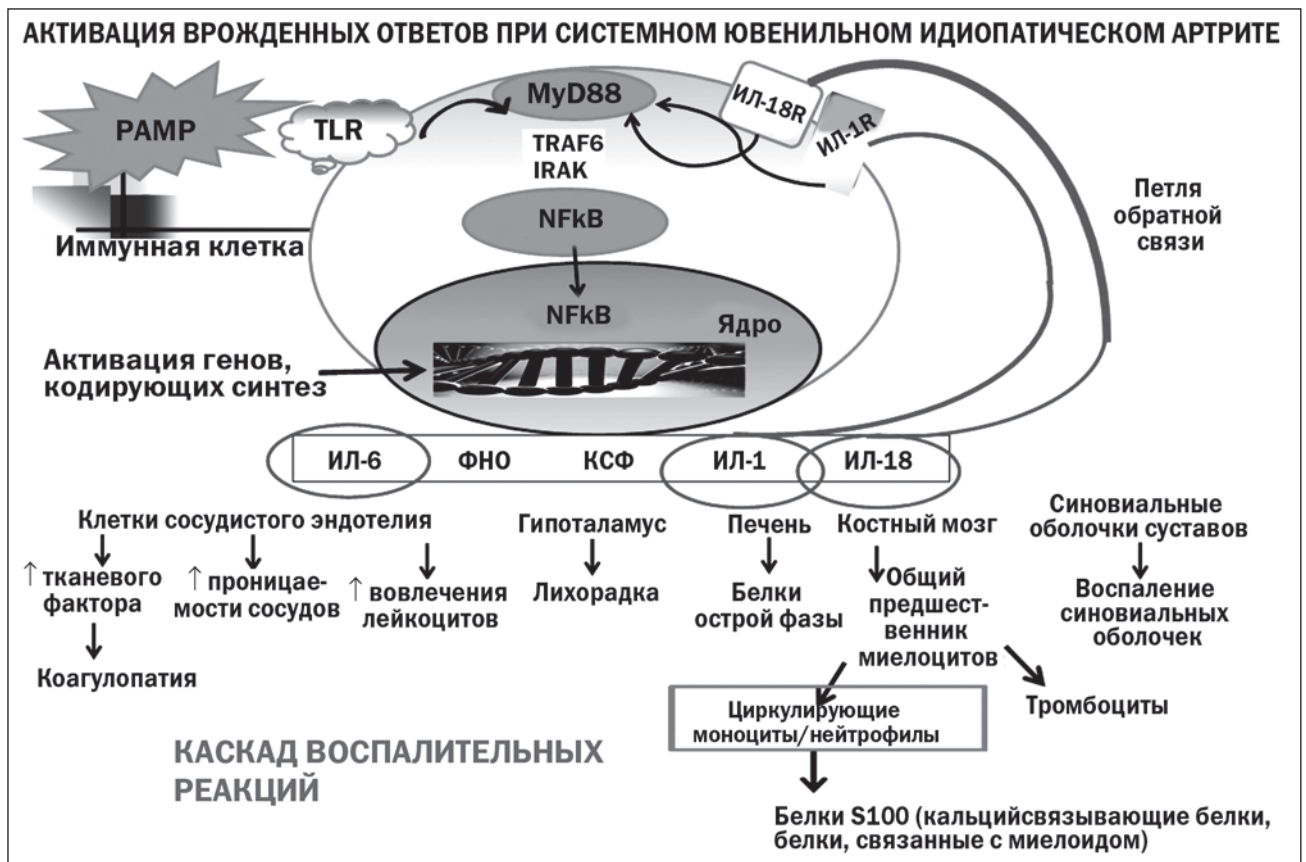 АКТИВАЦИЯ ВРОЖДЕННЫХ ОТВЕТОВ ПРИ СИСТЕМНОМ ЮВЕНИЛЬНОМ ИДИОПАТИЧЕСКОМ АРТРИТЕ
PAMP
TLR
MyD88
TRAF6
IRAK
ИЛ-18R
ИЛ-1R
Петля
обратной
связи
Иммунная клетка
NFkB
NFkB
Ядро
Активация генов,
кодирующих синтез
ИЛ-6
ФНО
КСФ
ИЛ-1
ИЛ-18
Клетки сосудистого эндотелия
↑ тканевого
фактора
Коагулопатия
↑ проницае-
мости сосудов
↑ вовлечения
лейкоцитов
Гипоталамус
Лихорадка
Печень
Белки
острой фазы
Костный мозг
Общий
предшест-
венник
миелоцитов
Синовиальные
оболочки суставов
Воспаление
синовиальных
оболочек
Циркулирующие
моноциты/нейтрофилы
Тромбоциты
КАСКАД ВОСПАЛИТЕЛЬНЫХ
РЕАКЦИЙ
Белки S100 (кальцийсвязывающие белки,
белки, связанные с миелоидом)